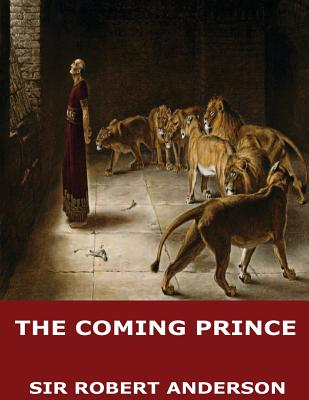 THE COMING PRINCE
SIR ROBERT ANDERSON